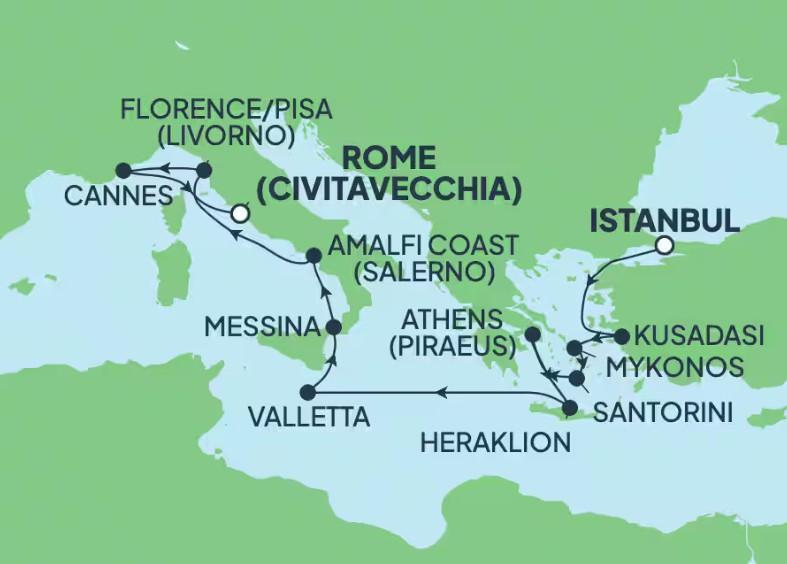 FLORENCE/PISA
(LIVORNO)
ROME
(CIVITAVECCHIA)
CANNES
ISTANBUL
AMALFI COAST
(SALERNO)
MESSINA
ATHENS
(PIRAEUS)
KUSADASI
MYKONOS
VALLETTA
SANTORINI
HERAKLION